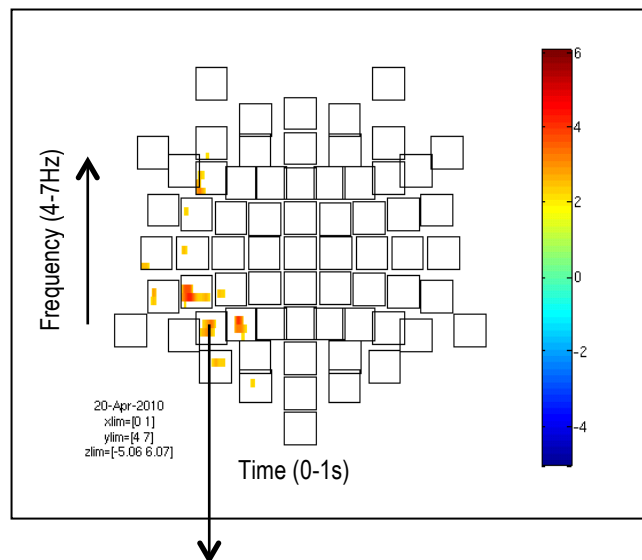 6
4
2
0
-2
-4
Frequency (4-7Hz)
20-Apr-2010
xlim=[0 1]
ylim=[4 7]
zlim=[-5.06 6.07]
Time (0-1s)